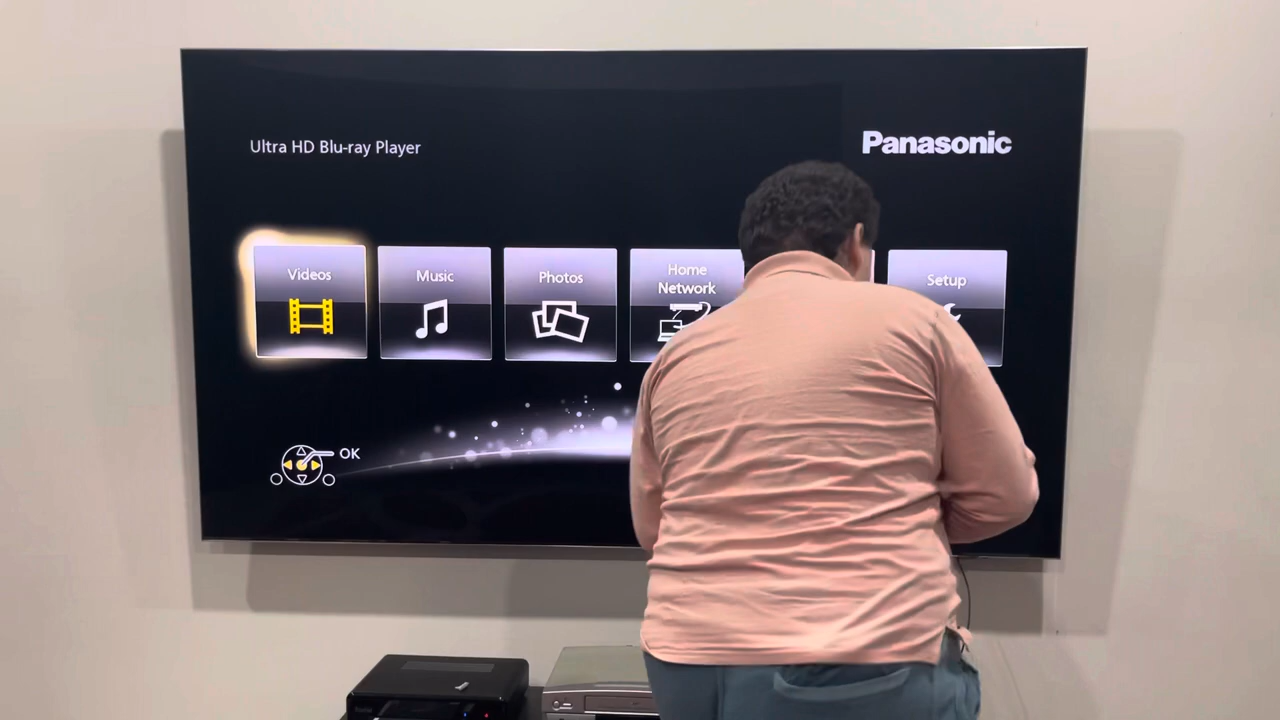 Ultra HD Blu-ray Player
Panasonic
Videos
Music
Photos
Home
Network
Setup
OK